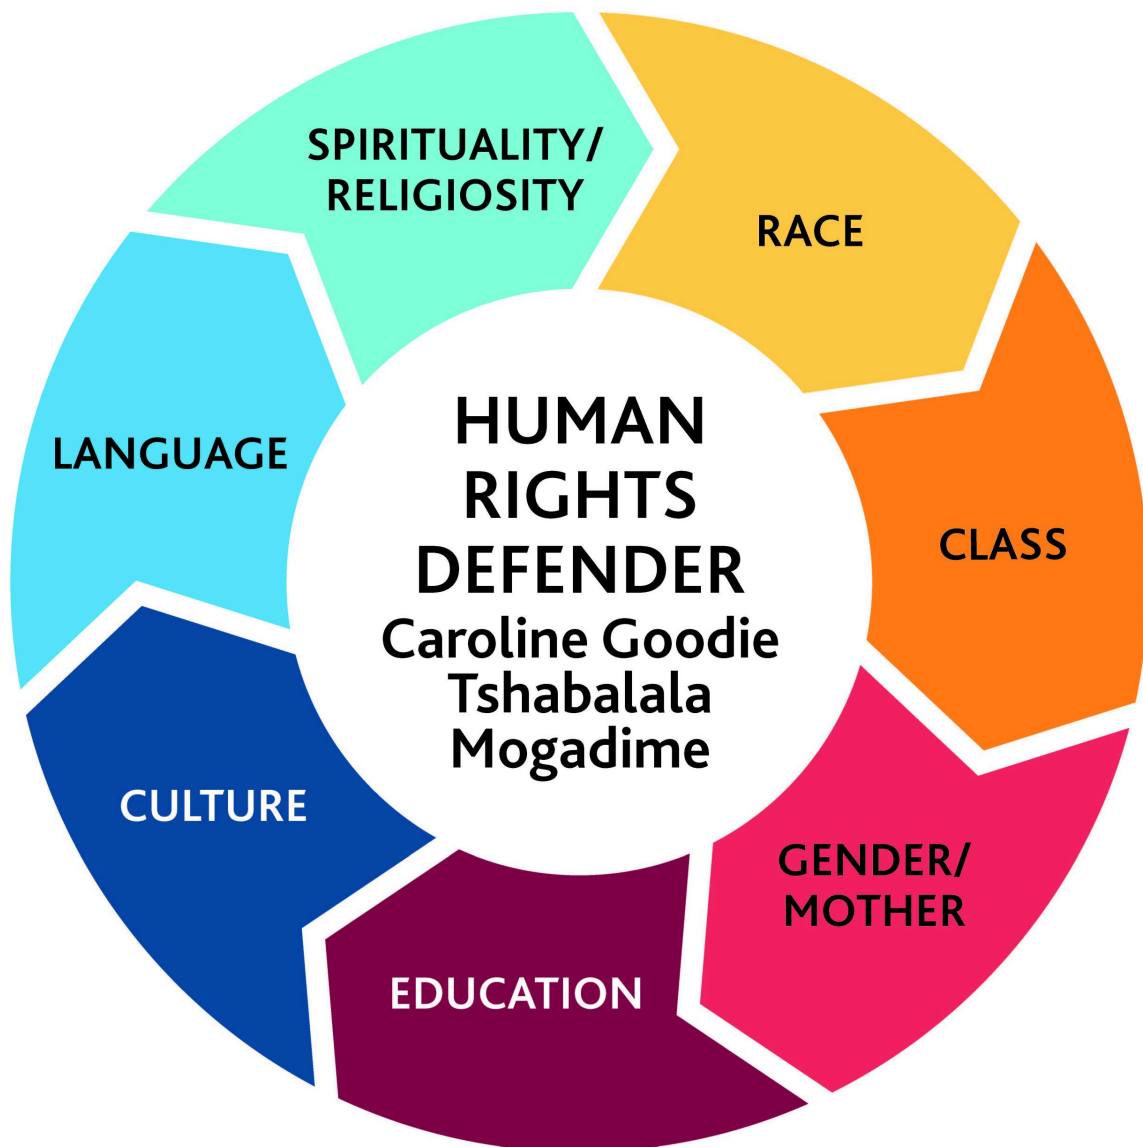 SPIRITUALITY/
RELIGIOSITY
RACE
CLASS
GENDER/
MOTHER
EDUCATION
CULTURE
LANGUAGE
HUMAN
RIGHTS
DEFENDER
Caroline Goodie
Tshabalala
Mogadime